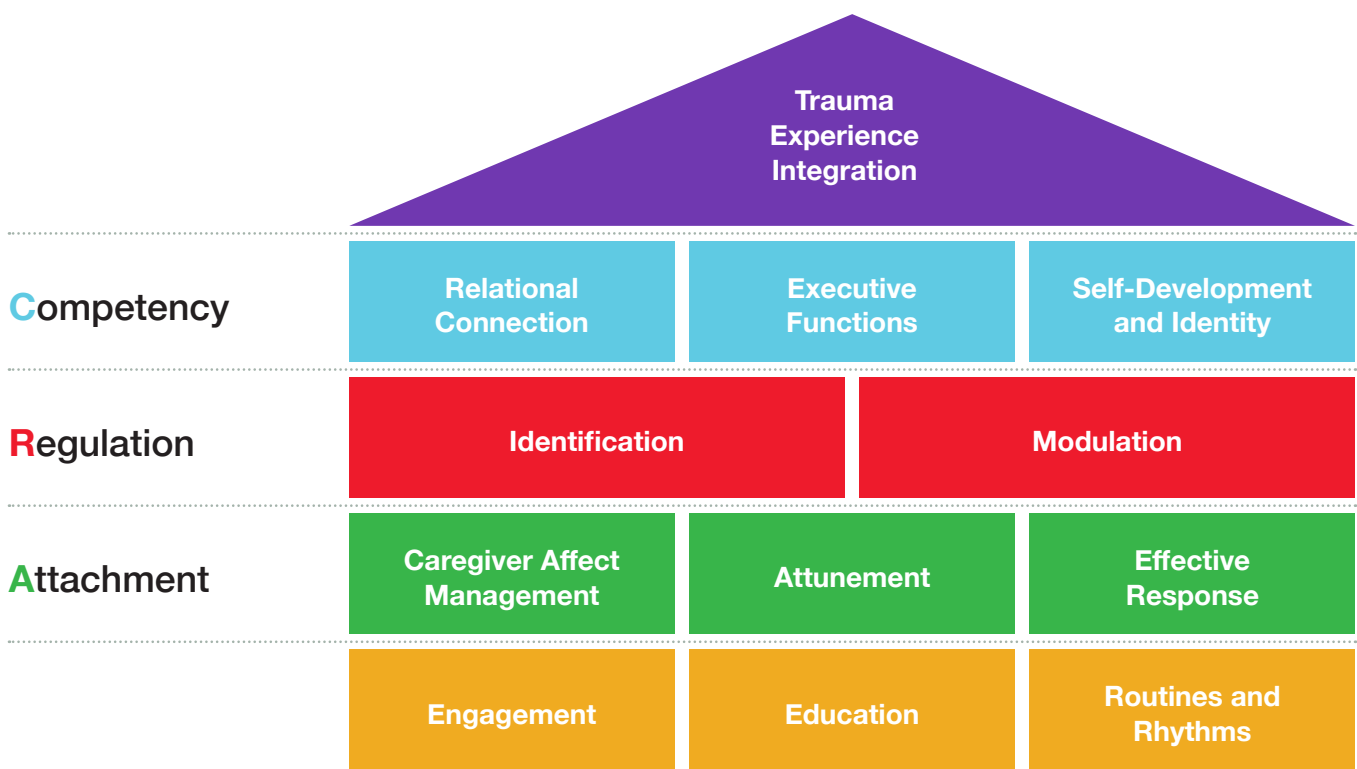 Trauma
Experience
Integration
Competency
Relational
Connection
Executive
Functions
Self-Development
and Identity
Regulation
Identification
Modulation
Attachment
Caregiver Affect
Management
Attunement
Effective
Response
Engagement
Education
Routines and
Rhythms